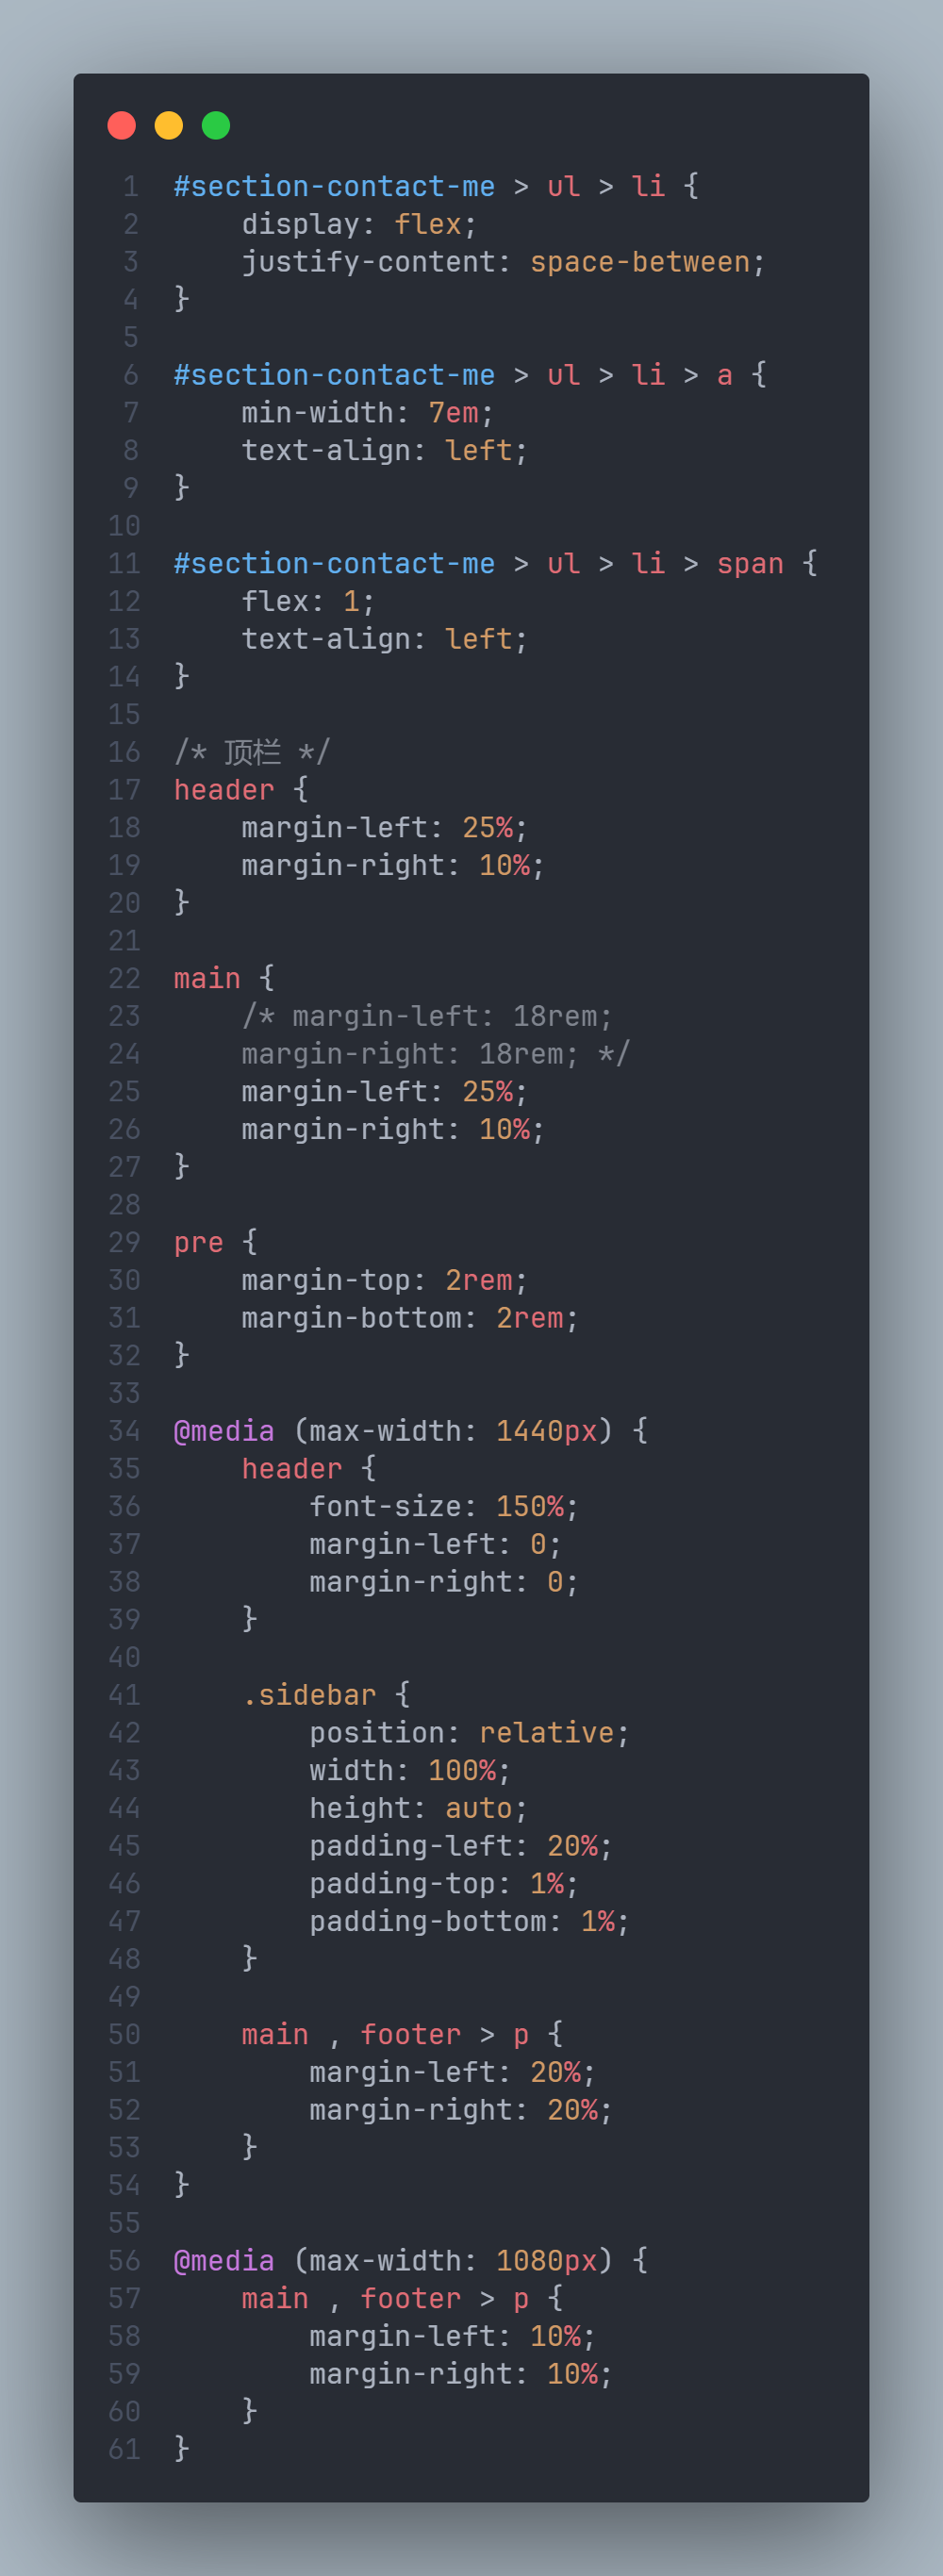 1 #section-contact-me > ul > li {
2     display: flex;
3     justify-content: space-between;
4 }
5
6 #section-contact-me > ul > li > a {
7     min-width: 7em;
8     text-align: left;
9 }
10
11 #section-contact-me > ul > li > span {
12     flex: 1;
13     text-align: left;
14 }
15
16 /* 顶栏 */
17 header {
18     margin-left: 25%;
19     margin-right: 10%;
20 }
21
22 main {
23     /* margin-left: 18rem;
24     margin-right: 18rem; */
25     margin-left: 25%;
26     margin-right: 10%;
27 }
28
29 pre {
30     margin-top: 2rem;
31     margin-bottom: 2rem;
32 }
33
34 @media (max-width: 1440px) {
35     header {
36         font-size: 150%;
37         margin-left: 0;
38         margin-right: 0;
39     }
40
41     .sidebar {
42         position: relative;
43         width: 100%;
44         height: auto;
45         padding-left: 20%;
46         padding-top: 1%;
47         padding-bottom: 1%;
48     }
49
50     main , footer > p {
51         margin-left: 20%;
52         margin-right: 20%;
53     }
54 }
55
56 @media (max-width: 1080px) {
57     main , footer > p {
58         margin-left: 10%;
59         margin-right: 10%;
60     }
61 }